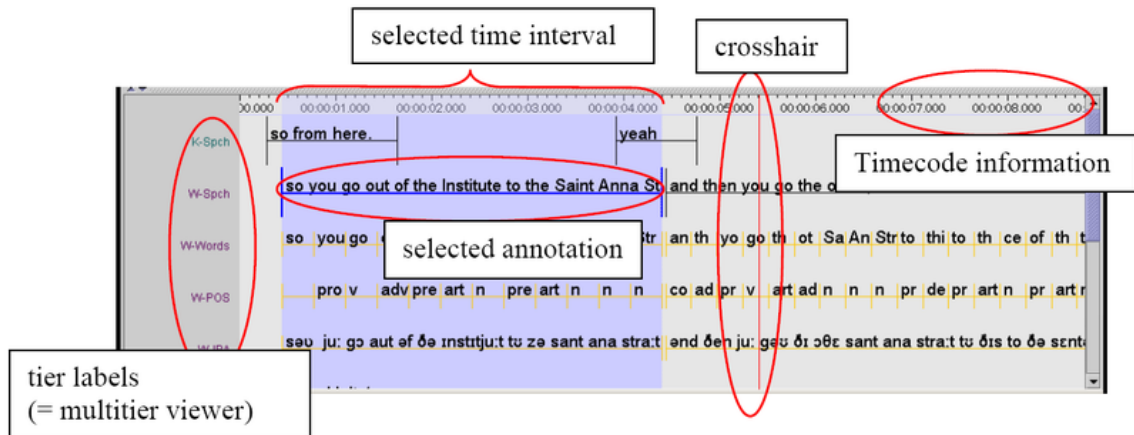 selected time interval
crosshair
00.000 00:00:01.000 00:00:02.000 00:00:03.000 00:00:04.000 00:00:05.000 00:00:06.000 00:00:07.000 00:00:08.000
K-Spch so from here. yeah
Timecode information
W-Spch so you go out of the Institute to the Saint Anna St and then you go the o
W-Words so you go Str an th yo go th ot Sa An Str to thi to th ce of th t
selected annotation
W-POS pro v adv pre art n pre art n n n co ad pr v art ad n n n pr de pr art n pr art
səʊ ju: gɔ aut əf ðə ɪnstɪtju:t tʊ zə sant ana stra:t ənd ðen ju: gəʊ ðɪ ɔθɛ sant ana stra:t tʊ ðɪs tʊ ðə sɛnt
tier labels
(= multitier viewer)